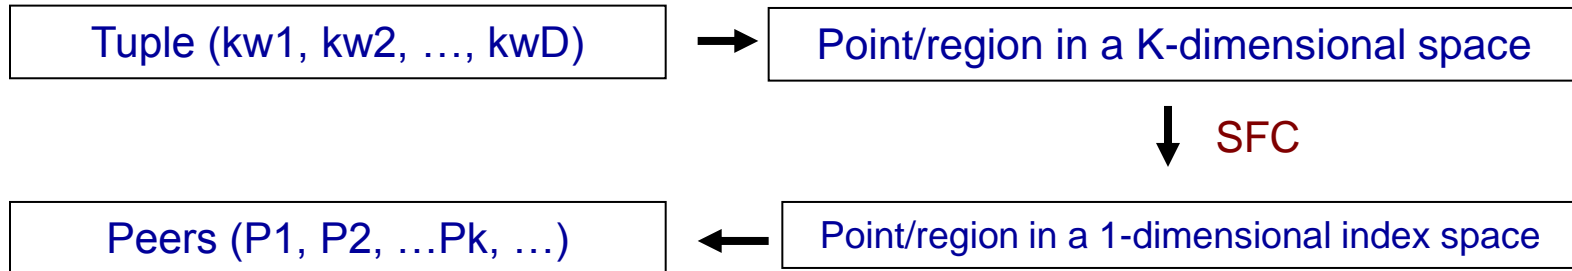 Tuple (kw1, kw2, …, kwD)
Point/region in a K-dimensional space
SFC
Peers (P1, P2, …Pk, …)
Point/region in a 1-dimensional index space